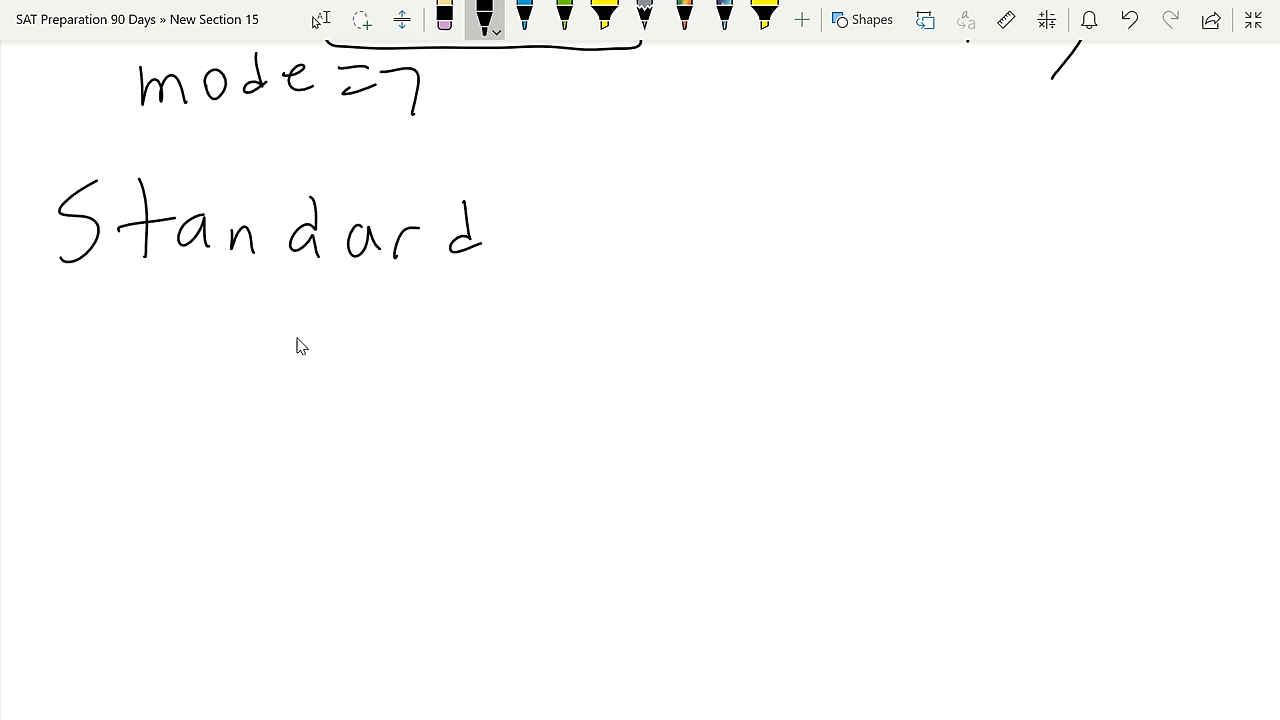 SAT Preparation 90 Days » New Section 15
Shapes
mode = 7
Standard